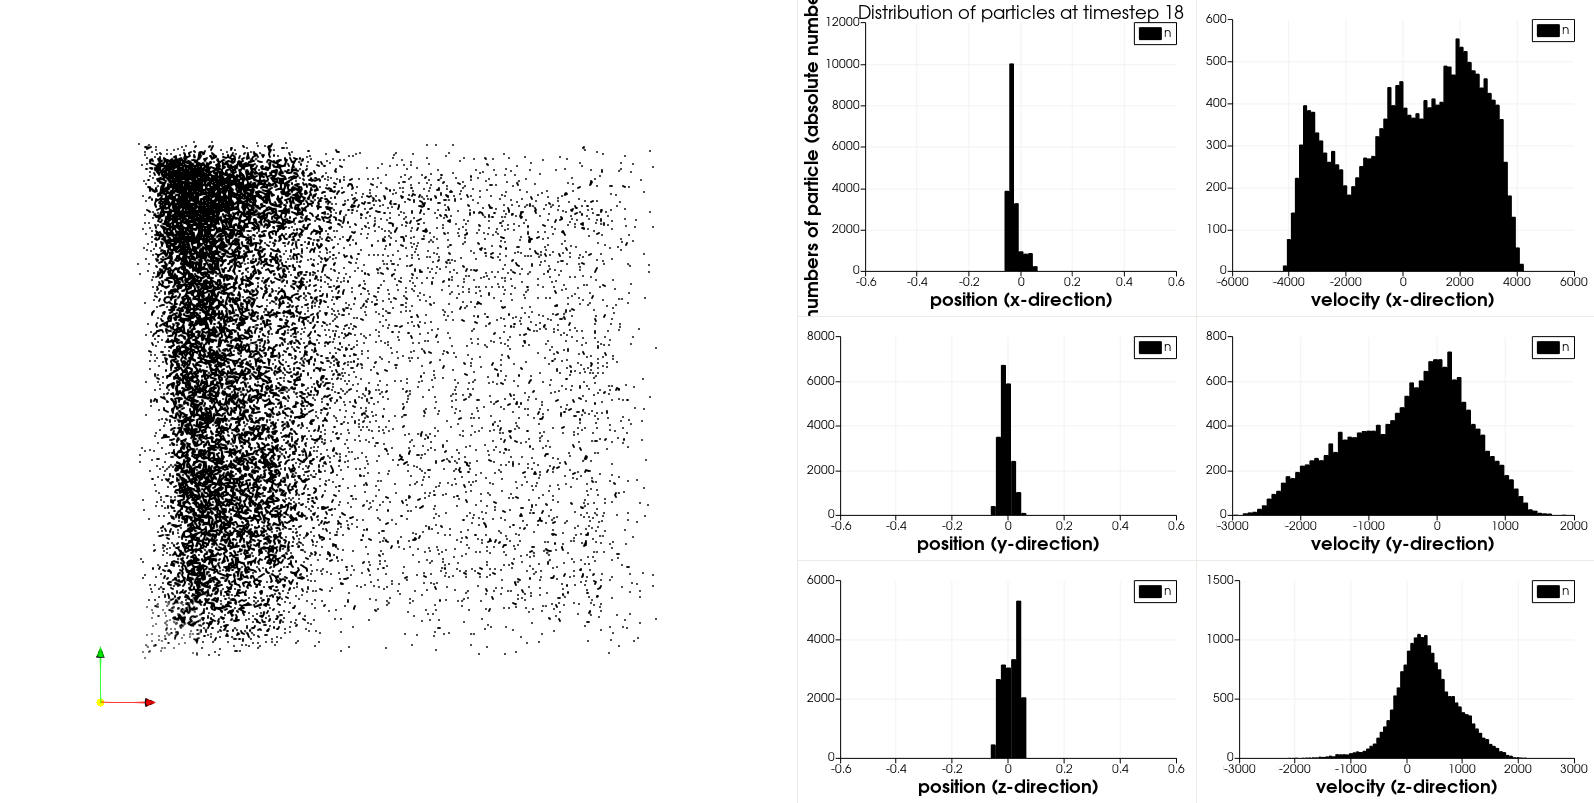 Distribution of particles at timestep 18
numbers of particle (absolute numbe
12000
10000
8000
6000
4000
2000
0
-0.6 -0.4 -0.2 0 0.2 0.4 0.6
position (x-direction)
n
600
500
400
300
200
100
0
-6000 -4000 -2000 0 2000 4000 6000
velocity (x-direction)
n
8000
6000
4000
2000
0
-0.6 -0.4 -0.2 0 0.2 0.4 0.6
position (y-direction)
n
800
600
400
200
0
-3000 -2000 -1000 0 1000 2000
velocity (y-direction)
n
6000
4000
2000
0
-0.6 -0.4 -0.2 0 0.2 0.4 0.6
position (z-direction)
n
1500
1000
500
0
-3000 -2000 -1000 0 1000 2000 3000
velocity (z-direction)
n